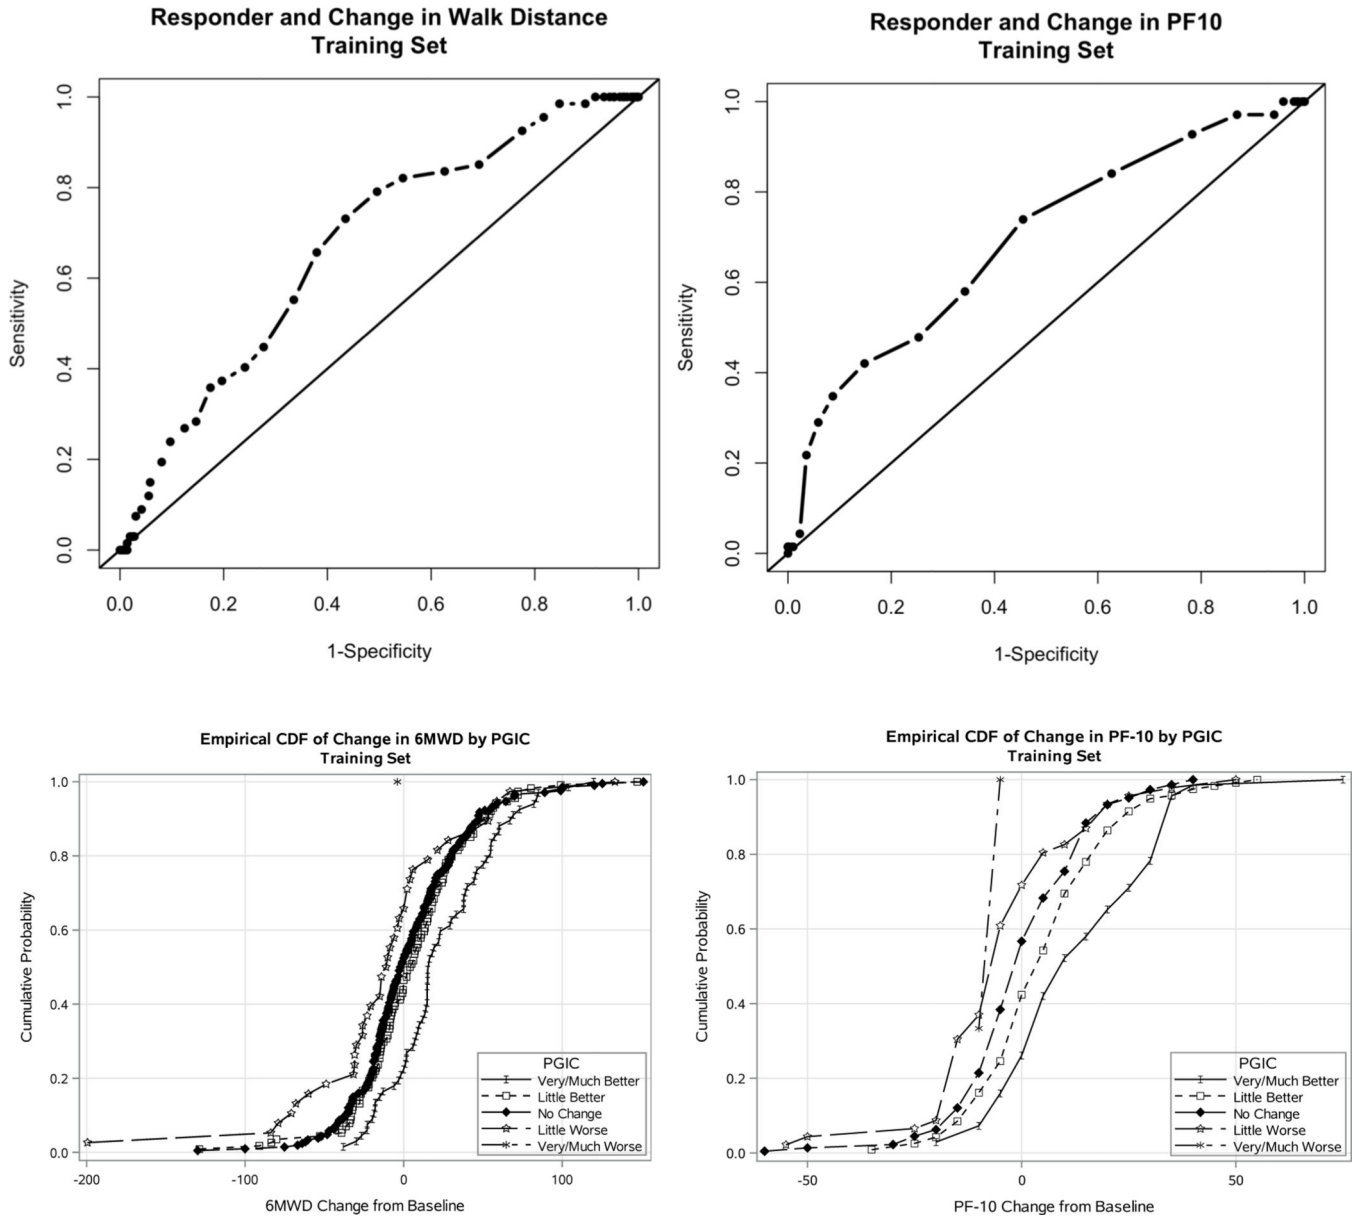 Responder and Change in Walk Distance
Training Set
Sensitivity
1.0
0.8
0.6
0.4
0.2
0.0
0.0 0.2 0.4 0.6 0.8 1.0
1-Specificity
Responder and Change in PF10
Training Set
Sensitivity
1.0
0.8
0.6
0.4
0.2
0.0
0.0 0.2 0.4 0.6 0.8 1.0
1-Specificity
Empirical CDF of Change in 6MWD by PGIC
Training Set
Cumulative Probability
1.0
0.8
0.6
0.4
0.2
0.0
PGIC
Very/Much Better
Little Better
No Change
Little Worse
Very/Much Worse
-200 -100 0 100
6MWD Change from Baseline
Empirical CDF of Change in PF-10 by PGIC
Training Set
Cumulative Probability
1.0
0.8
0.6
0.4
0.2
0.0
PGIC
Very/Much Better
Little Better
No Change
Little Worse
Very/Much Worse
-50 0 50
PF-10 Change from Baseline